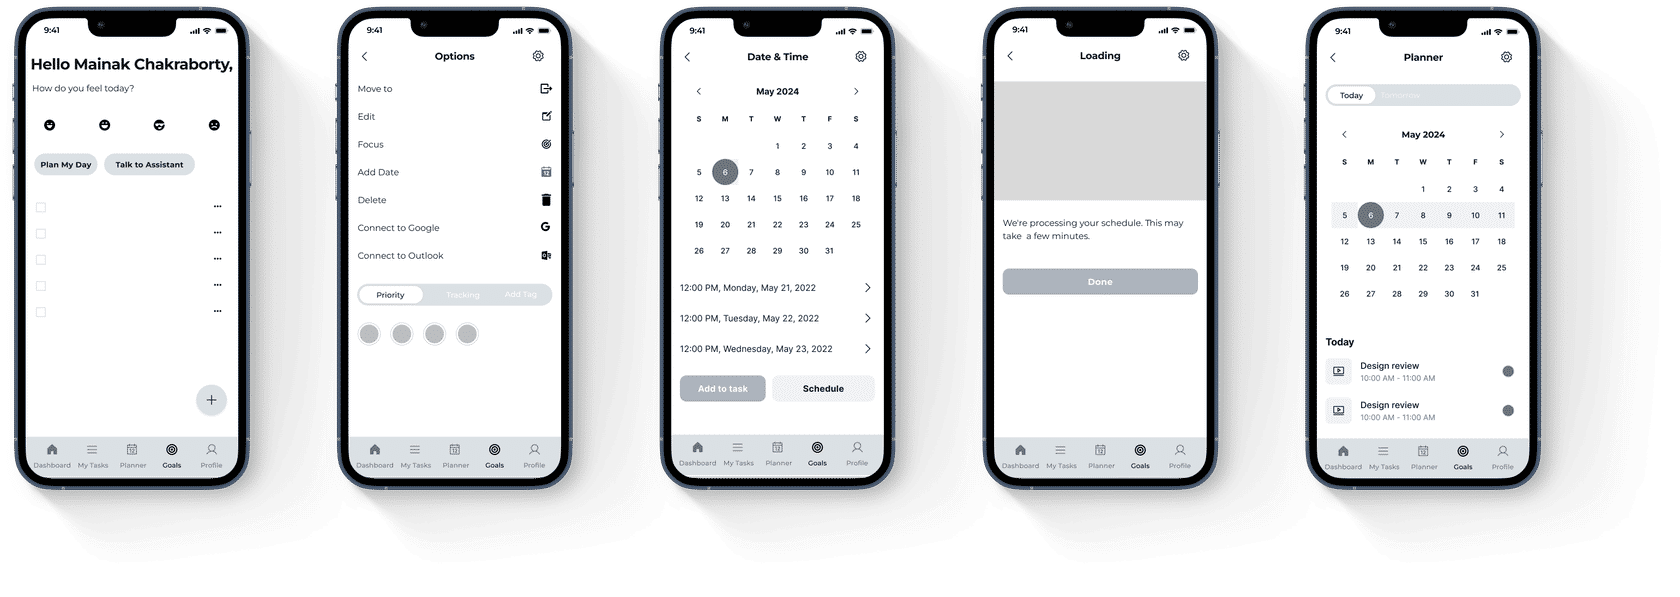 9:41
Hello Mainak Chakraborty,
How do you feel today?
Plan My Day
Talk to Assistant
Dashboard
My Tasks
Planner
Goals
Profile
9:41
Options
Move to
Edit
Focus
Add Date
Delete
Connect to Google
Connect to Outlook
Priority
Tracking
Add Tag
Dashboard
My Tasks
Planner
Goals
Profile
9:41
Date & Time
May 2024
S M T W T F S
1 2 3 4
5 6 7 8 9 10 11
12 13 14 15 16 17 18
19 20 21 22 23 24 25
26 27 28 29 30 31
12:00 PM, Monday, May 21, 2022
12:00 PM, Tuesday, May 22, 2022
12:00 PM, Wednesday, May 23, 2022
Add to task
Schedule
Dashboard
My Tasks
Planner
Goals
Profile
9:41
Loading
We're processing your schedule. This may
take a few minutes.
Done
Dashboard
My Tasks
Planner
Goals
Profile
9:41
Planner
Today
Tomorrow
May 2024
S M T W T F S
1 2 3 4
5 6 7 8 9 10 11
12 13 14 15 16 17 18
19 20 21 22 23 24 25
26 27 28 29 30 31
Today
Design review
10:00 AM - 11:00 AM
Design review
10:00 AM - 11:00 AM
Dashboard
My Tasks
Planner
Goals
Profile